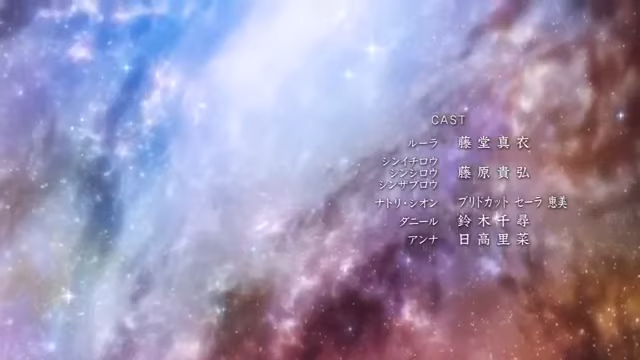 CAST
ルーラ 藤堂真衣
シンイチロウ
シンジロウ 藤原貴弘
シンザブロウ
ナトリ・シオン ブリドカット セーラ 恵美
ダニール 鈴木千尋
アンナ 日高里菜